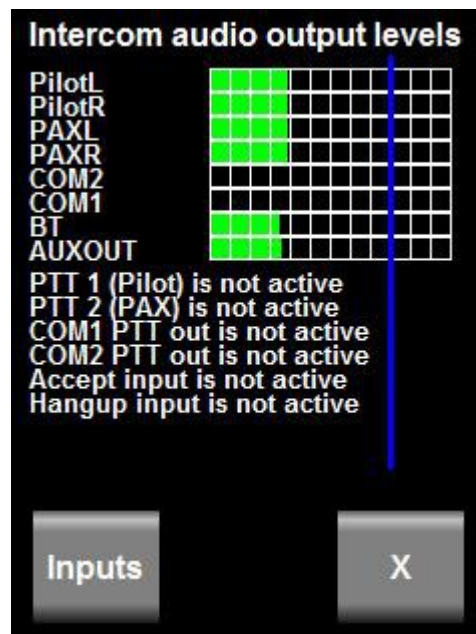 Intercom audio output levels
PilotL
PilotR
PAXL
PAXR
COM2
COM1
BT
AUXOUT
PTT 1 (Pilot) is not active
PTT 2 (PAX) is not active
COM1 PTT out is not active
COM2 PTT out is not active
Accept input is not active
Hangup input is not active
Inputs
X